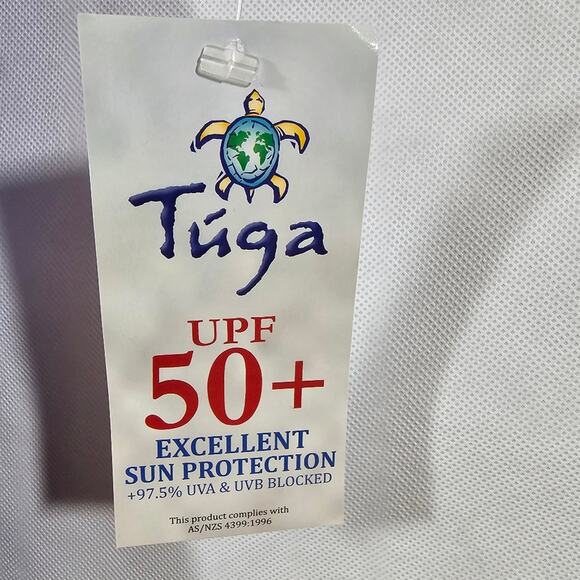 Túga
UPF
50+
EXCELLENT
SUN PROTECTION
+97.5% UVA & UVB BLOCKED
This product complies with
AS/NZS 4399:1996